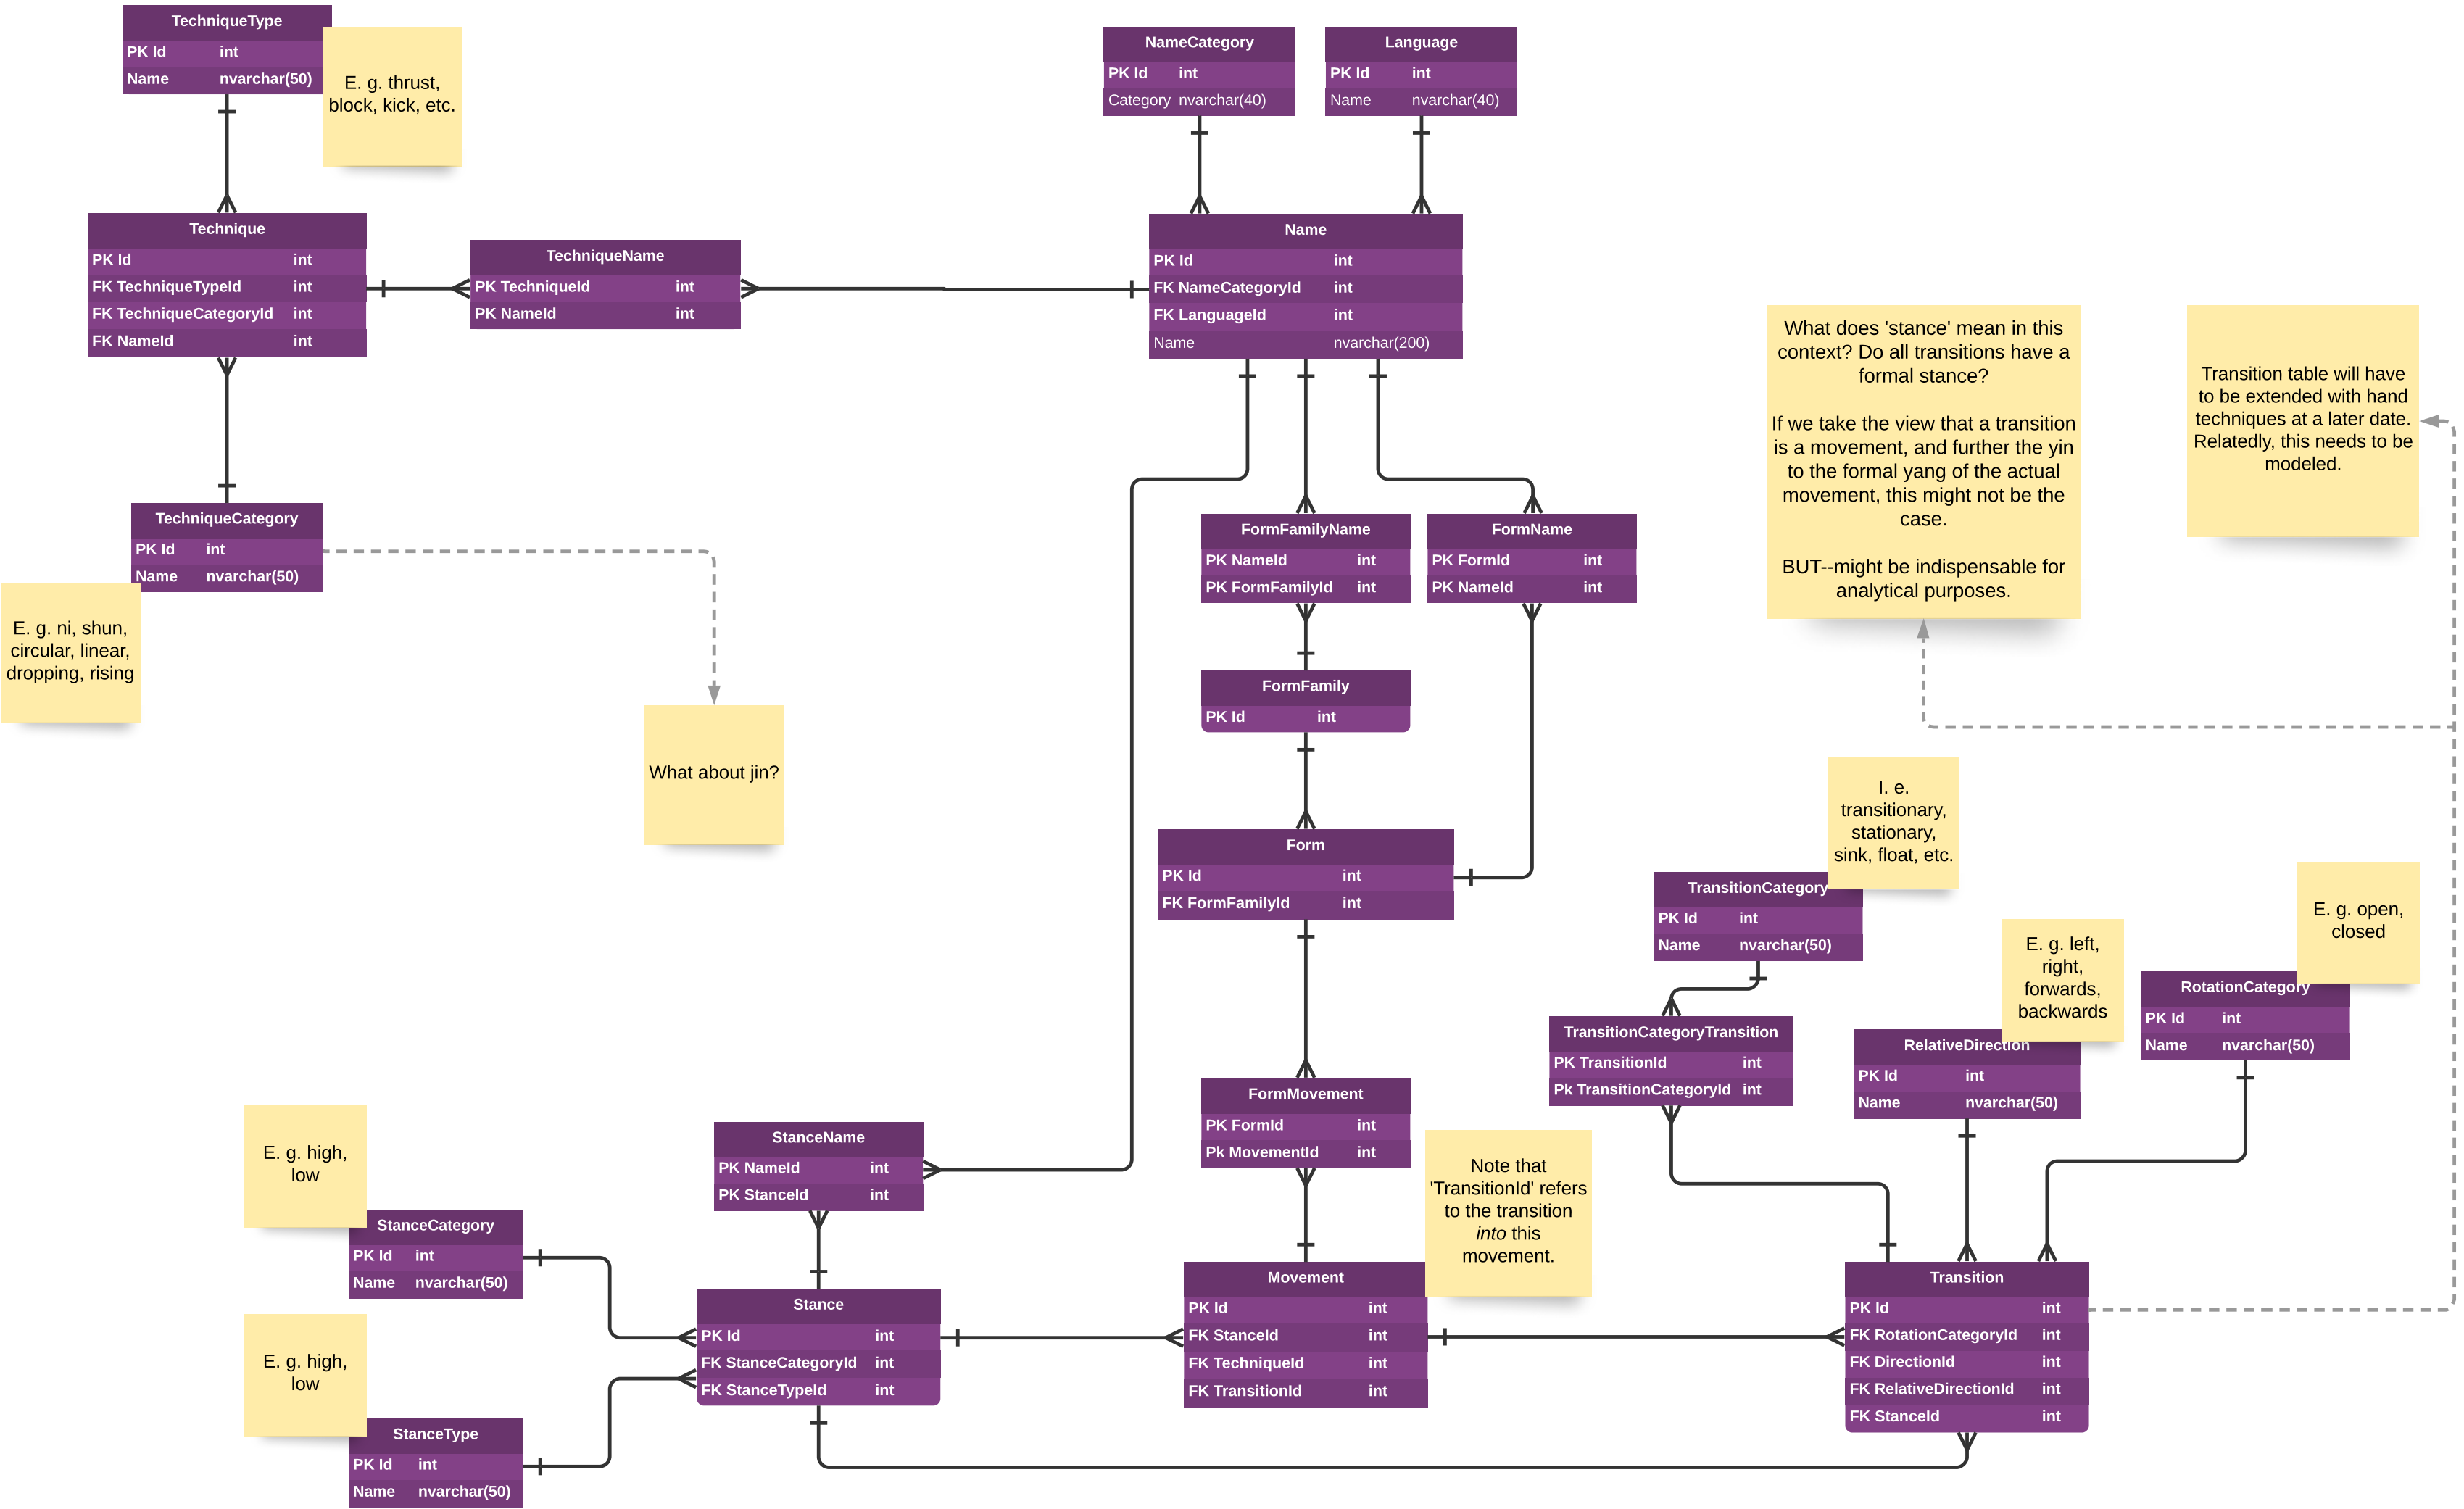 TechniqueType
PK Id int
Name nvarchar(50)
E. g. thrust,
block, kick, etc.
NameCategory
PK Id int
Category nvarchar(40)
Language
PK Id int
Name nvarchar(40)
Technique
PK Id int
FK TechniqueTypeId int
FK TechniqueCategoryId int
FK NameId int
TechniqueName
PK TechniqueId int
PK NameId int
Name
PK Id int
FK NameCategoryId int
FK LanguageId int
Name nvarchar(200)
What does 'stance' mean in this
context? Do all transitions have a
formal stance?
If we take the view that a transition
is a movement, and further the yin
to the formal yang of the actual
movement, this might not be the
case.
BUT--might be indispensable for
analytical purposes.
Transition table will have
to be extended with hand
techniques at a later date.
Relatedly, this needs to be
modeled.
TechniqueCategory
PK Id int
Name nvarchar(50)
E. g. ni, shun,
circular, linear,
dropping, rising
What about jin?
FormFamilyName
PK NameId int
PK FormFamilyId int
FormName
PK FormId int
PK NameId int
FormFamily
PK Id int
Form
PK Id int
FK FormFamilyId int
I. e.
transitionary,
stationary,
sink, float, etc.
TransitionCategory
PK Id int
Name nvarchar(50)
E. g. left,
right,
forwards,
backwards
E. g. open,
closed
RotationCategory
PK Id int
Name nvarchar(50)
TransitionCategoryTransition
PK TransitionId int
Pk TransitionCategoryId int
RelativeDirection
PK Id int
Name nvarchar(50)
FormMovement
PK FormId int
Pk MovementId int
Note that
'TransitionId' refers
to the transition
into this
movement.
StanceName
PK NameId int
PK StanceId int
E. g. high,
low
StanceCategory
PK Id int
Name nvarchar(50)
E. g. high,
low
StanceType
PK Id int
Name nvarchar(50)
Stance
PK Id int
FK StanceCategoryId int
FK StanceTypeId int
Movement
PK Id int
FK StanceId int
FK TechniqueId int
FK TransitionId int
Transition
PK Id int
FK RotationCategoryId int
FK DirectionId int
FK RelativeDirectionId int
FK StanceId int